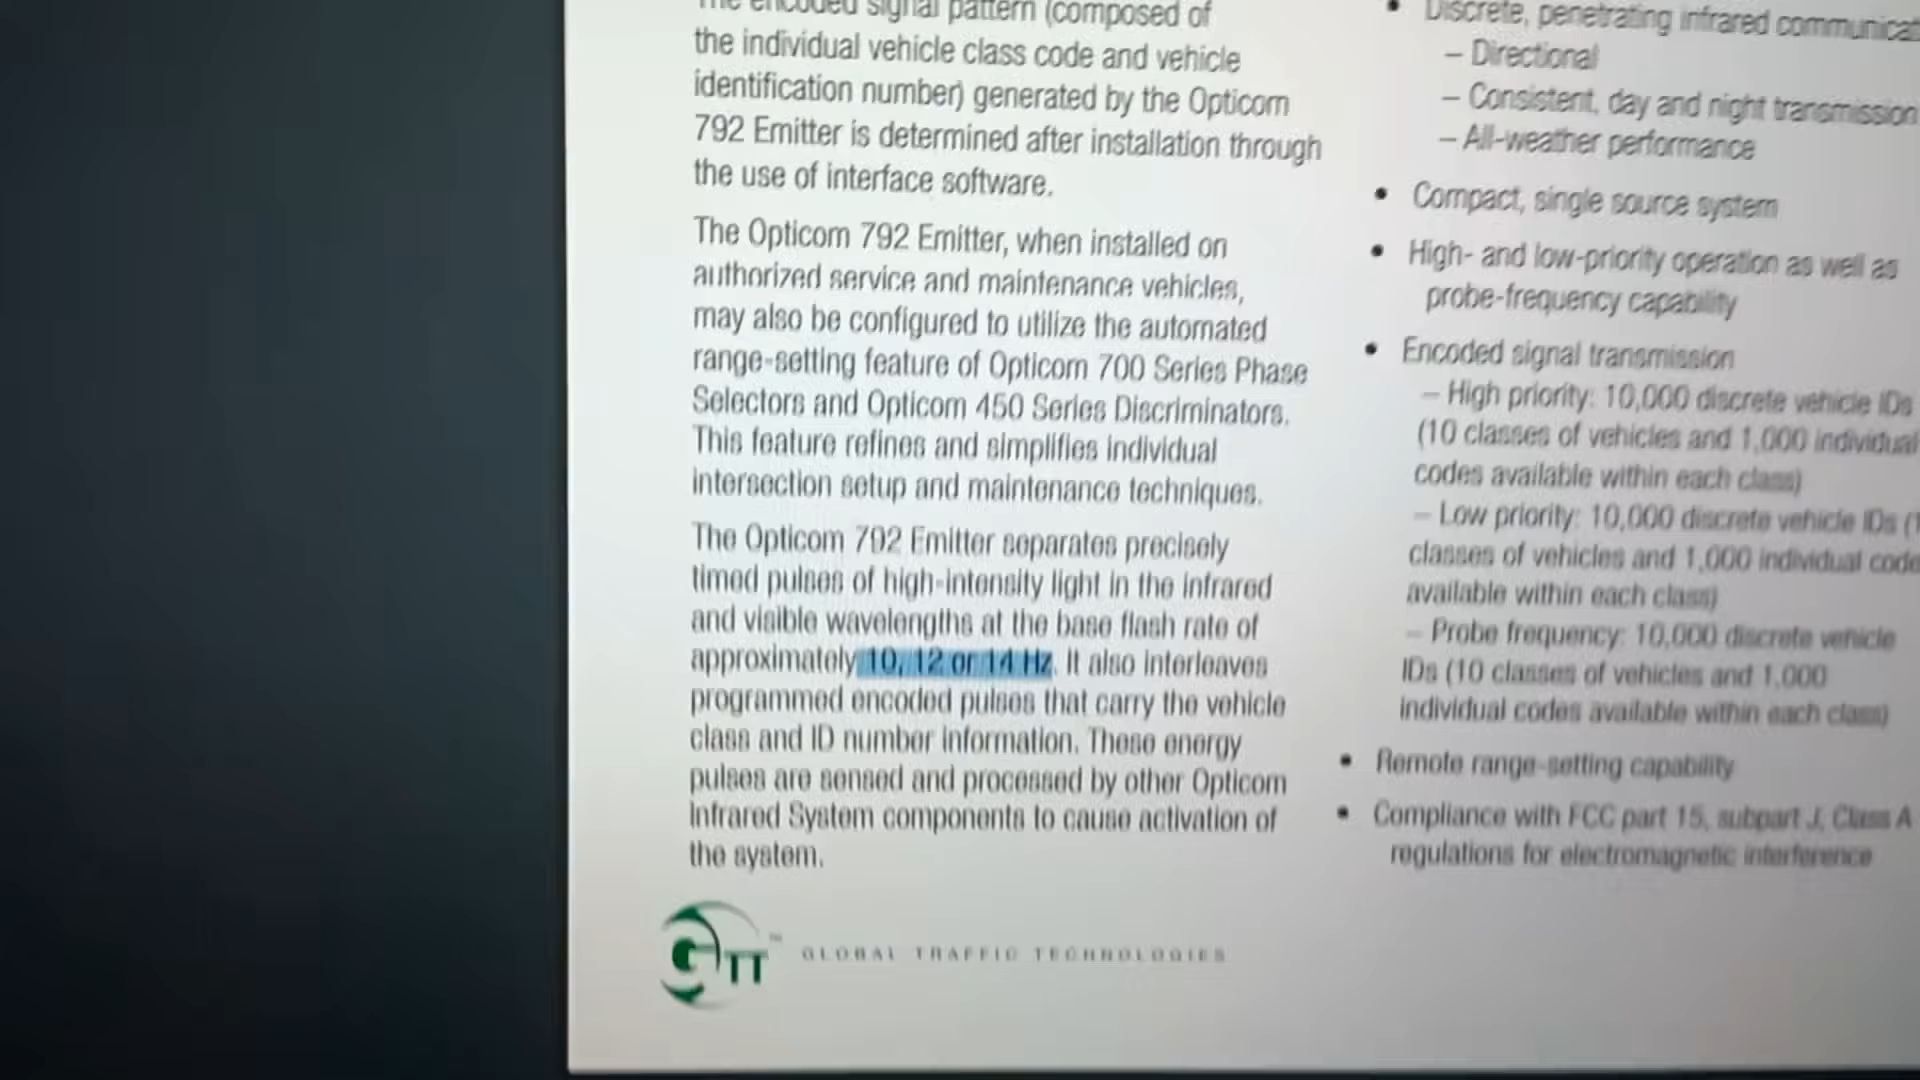 The encoded signal pattern (composed of
the individual vehicle class code and vehicle
identification number) generated by the Opticom
792 Emitter is determined after installation through
the use of interface software.
The Opticom 792 Emitter, when installed on
authorized service and maintenance vehicles,
may also be configured to utilize the automated
range-setting feature of Opticom 700 Series Phase
Selectors and Opticom 450 Series Discriminators.
This feature refines and simplifies individual
intersection setup and maintenance techniques.
The Opticom 792 Emitter separates precisely
timed pulses of high-intensity light in the infrared
and visible wavelengths at the base flash rate of
approximately 10, 12 or 14 Hz. It also interleaves
programmed encoded pulses that carry the vehicle
class and ID number information. These energy
pulses are sensed and processed by other Opticom
Infrared System components to cause activation of
the system.
GTT™ GLOBAL TRAFFIC TECHNOLOGIES
• Discrete, penetrating infrared communicat
– Directional
– Consistent, day and night transmission
– All-weather performance
• Compact, single source system
• High- and low-priority operation as well as
probe-frequency capability
• Encoded signal transmission
– High priority: 10,000 discrete vehicle IDs
(10 classes of vehicles and 1,000 individual
codes available within each class)
– Low priority: 10,000 discrete vehicle IDs (1
classes of vehicles and 1,000 individual code
available within each class)
– Probe frequency: 10,000 discrete vehicle
IDs (10 classes of vehicles and 1,000
individual codes available within each class)
• Remote range-setting capability
• Compliance with FCC part 15, subpart J, Class A
regulations for electromagnetic interference